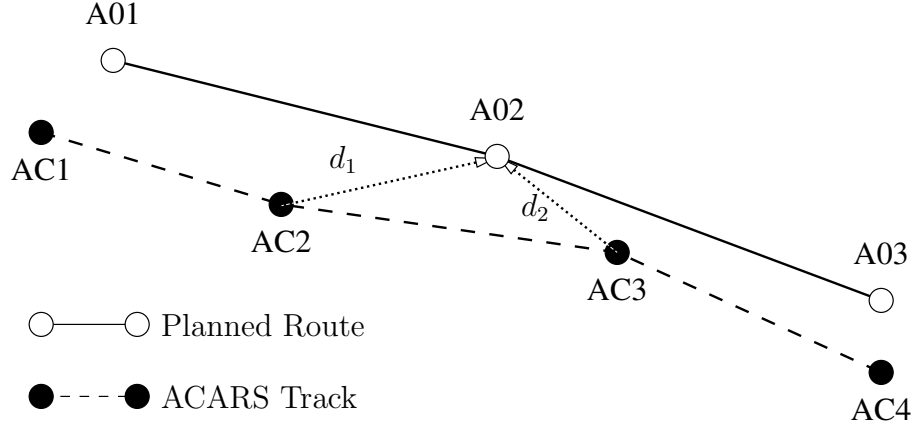 A01
A02
AC1
d1
AC2
d2
A03
AC3
Planned Route
ACARS Track
AC4